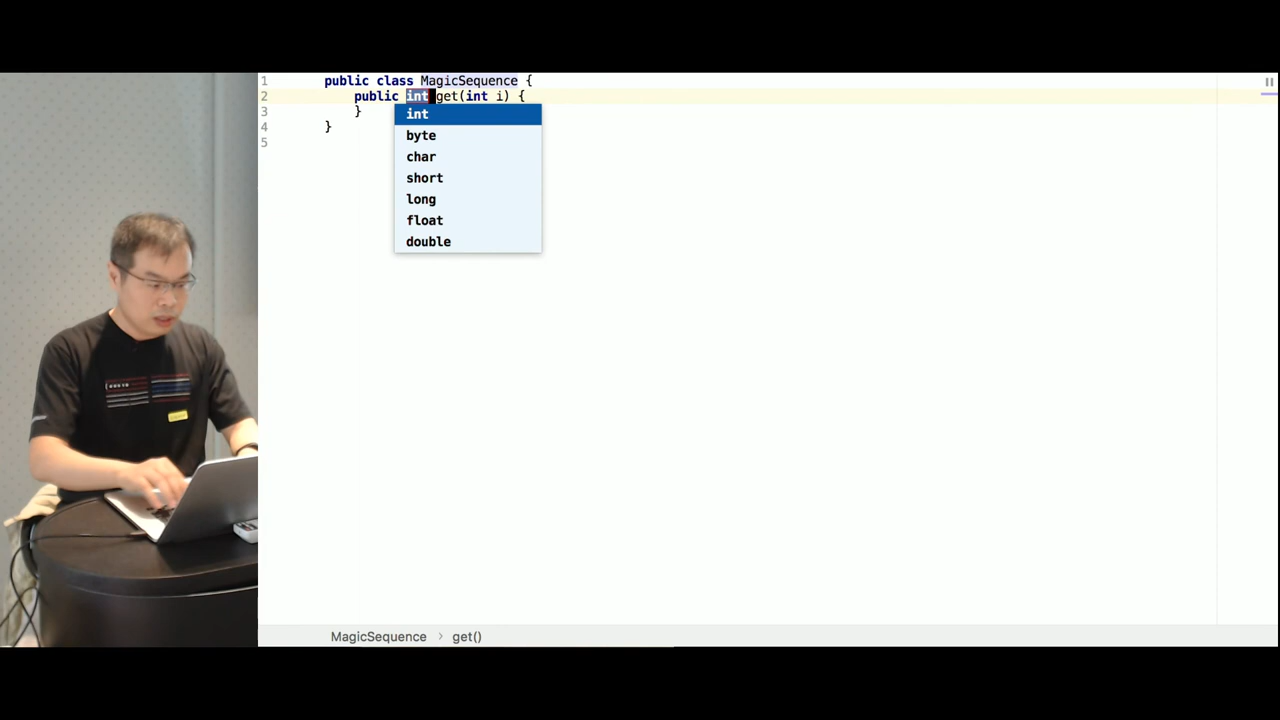 1 public class MagicSequence {
2 public int get(int i) {
3 }
4 }
5
int
byte
char
short
long
float
double
MagicSequence › get()